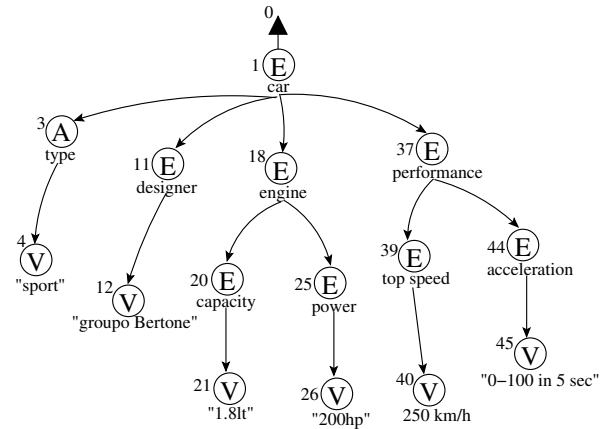 0
1 E
car
3 A
type
11 E
designer
18 E
engine
37 E
performance
4 V
"sport"
12 V
"groupo Bertone"
20 E
capacity
25 E
power
39 E
top speed
44 E
acceleration
21 V
"1.8lt"
26 V
"200hp"
40 V
250 km/h
45 V
"0−100 in 5 sec"